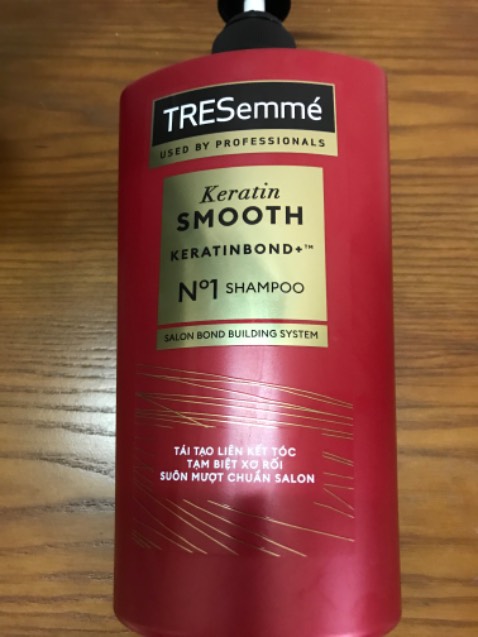 TRESemmé
USED BY PROFESSIONALS
Keratin
SMOOTH
KERATINBOND+™
Nº1 SHAMPOO
SALON BOND BUILDING SYSTEM
TÁI TẠO LIÊN KẾT TÓC
TẠM BIỆT XƠ RỐI
SUÔN MƯỢT CHUẨN SALON